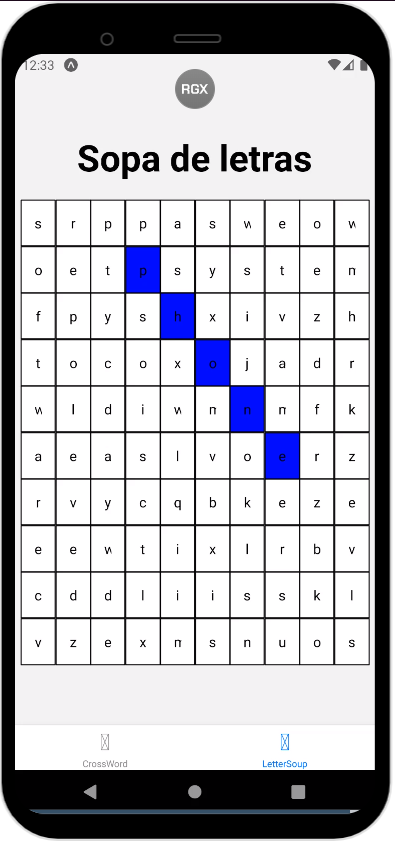 12:33
RGX
Sopa de letras
s r p p a s w e o w
o e t p s y s t e n
f p y s h x i v z h
t o c o x o j a d r
w l d i w n n n f k
a e a s l v o e r z
r v y c q b k e z e
e e w t i x l r b v
c d d l i i s s k l
v z e x n s n u o s
CrossWord LetterSoup